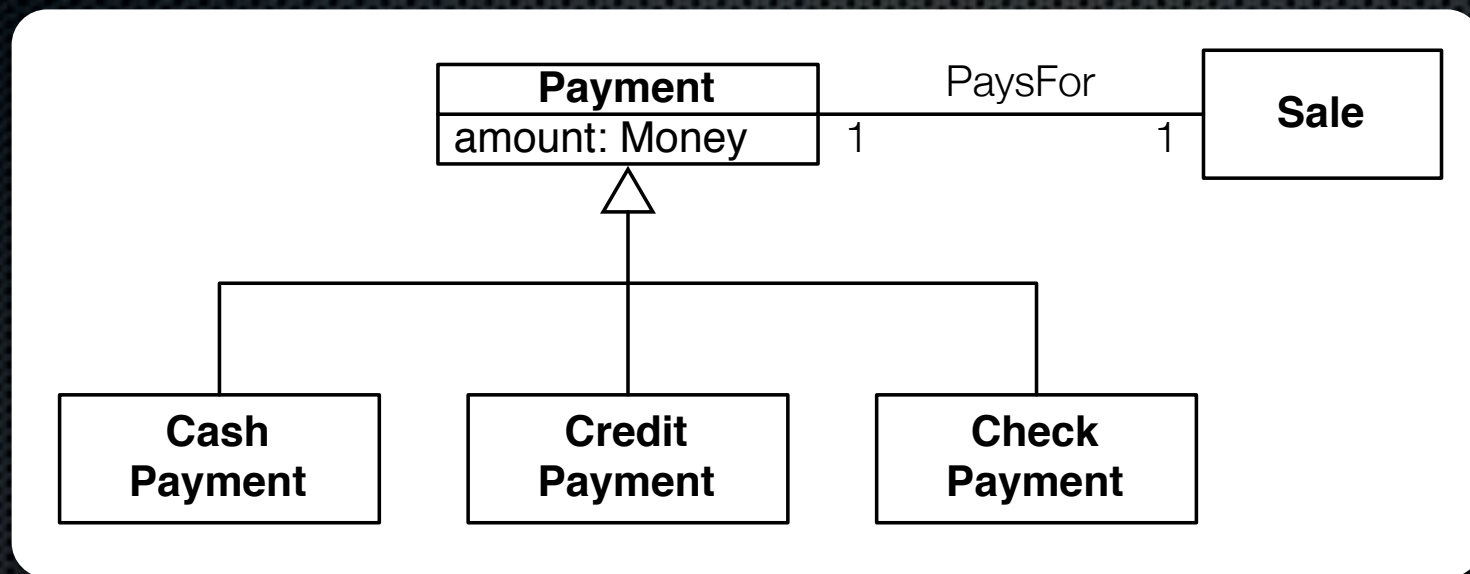 Payment
amount: Money
PaysFor
1
1
Sale
Cash
Payment
Credit
Payment
Check
Payment